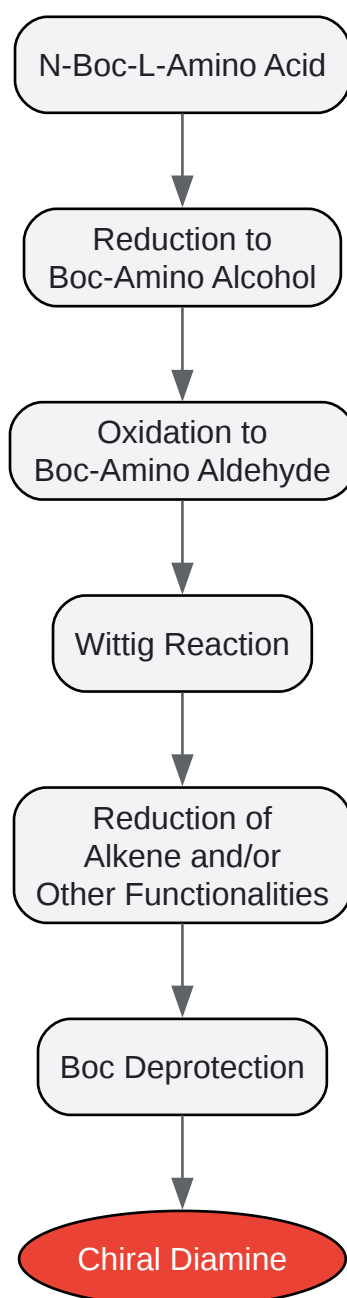 N-Boc-L-Amino Acid
Reduction to
Boc-Amino Alcohol
Oxidation to
Boc-Amino Aldehyde
Wittig Reaction
Reduction of
Alkene and/or
Other Functionalities
Boc Deprotection
Chiral Diamine